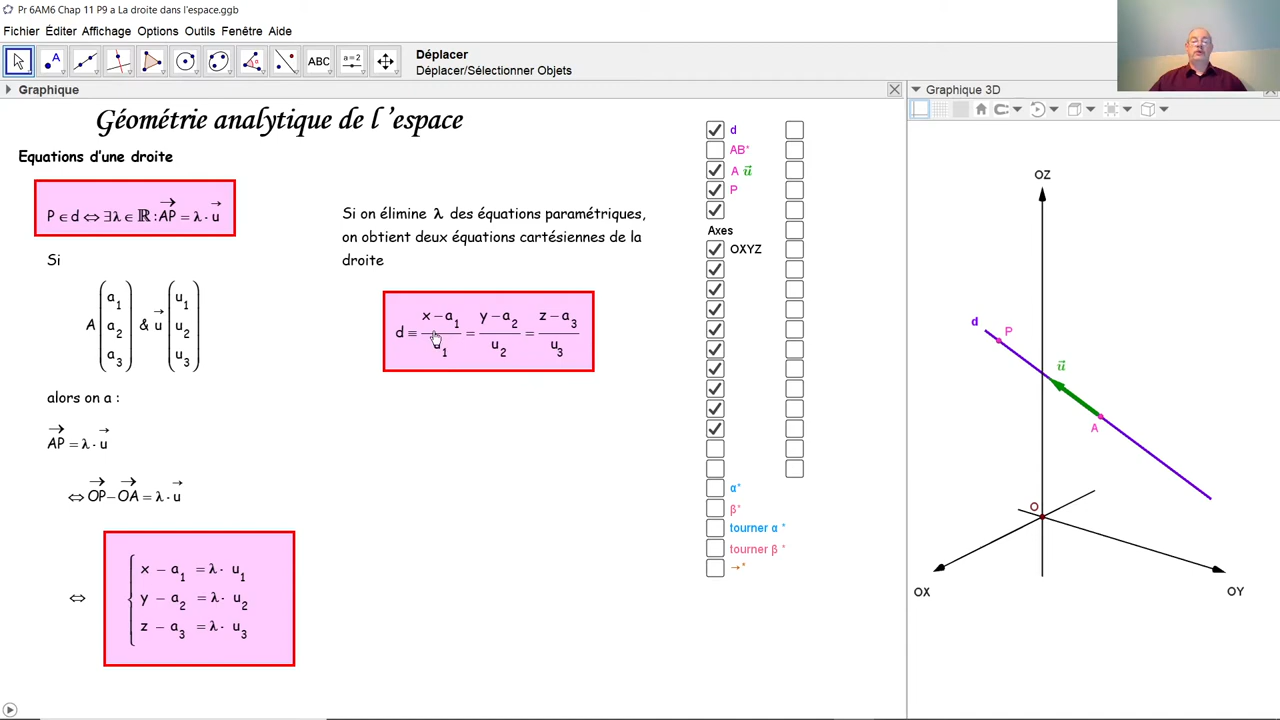 Pr 6AM6 Chap 11 P9 a La droite dans l'espace.ggb
Fichier Éditer Affichage Options Outils Fenêtre Aide
A
ABC
a=2
Déplacer
Déplacer/Sélectionner Objets
Graphique
Graphique 3D
Géométrie analytique de l 'espace
Equations d'une droite
P ∈ d ⇔ ∃λ ∈ ℝ : AP = λ · u
Si
A (a1 a2 a3) & u (u1 u2 u3)
alors on a :
AP = λ · u
⇔ OP − OA = λ · u
⇔ { x − a1 = λ · u1
y − a2 = λ · u2
z − a3 = λ · u3
Si on élimine λ des équations paramétriques,
on obtient deux équations cartésiennes de la
droite
d ≡ (x − a1)/u1 = (y − a2)/u2 = (z − a3)/u3
d
AB*
A u
P
Axes
OXYZ
α*
β*
tourner α *
tourner β *
→*
OZ
d
P
u
A
O
OX
OY